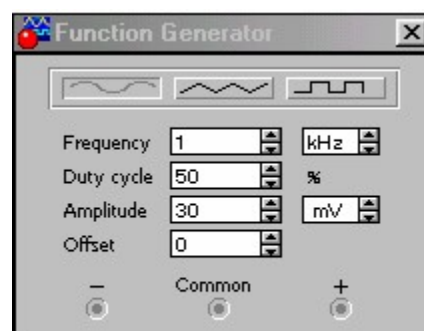 Function Generator
Frequency 1 kHz
Duty cycle 50 %
Amplitude 30 mV
Offset 0
− Common +